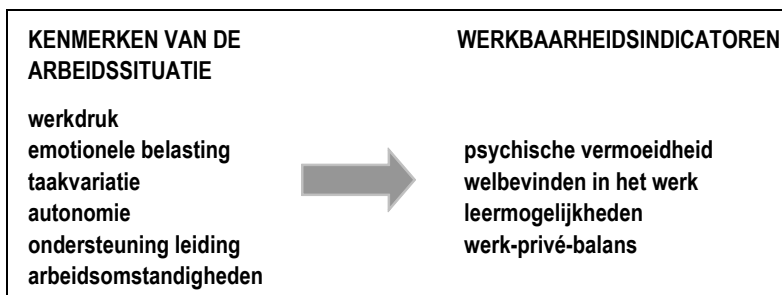 KENMERKEN VAN DE
ARBEIDSSITUATIE
werkdruk
emotionele belasting
taakvariatie
autonomie
ondersteuning leiding
arbeidsomstandigheden
WERKBAARHEIDSINDICATOREN
psychische vermoeidheid
welbevinden in het werk
leermogelijkheden
werk-privé-balans